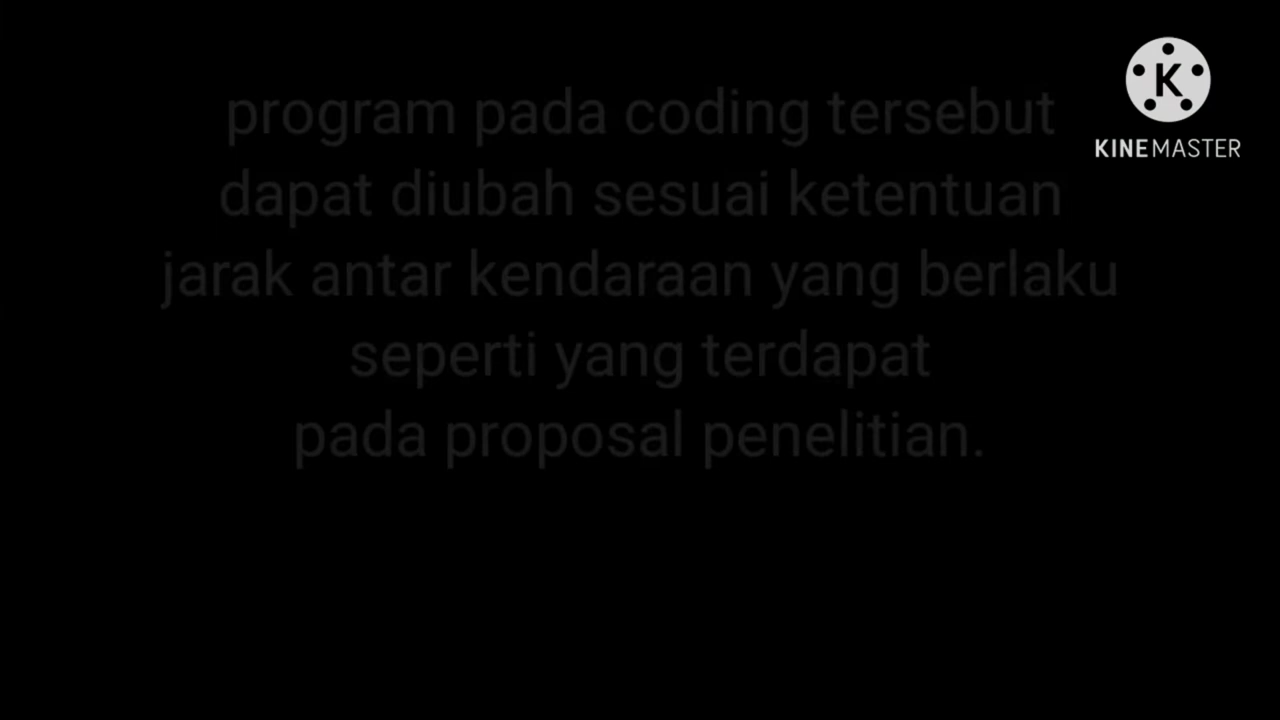 program pada coding tersebut
dapat diubah sesuai ketentuan
jarak antar kendaraan yang berlaku
seperti yang terdapat
pada proposal penelitian.
K
KINEMASTER